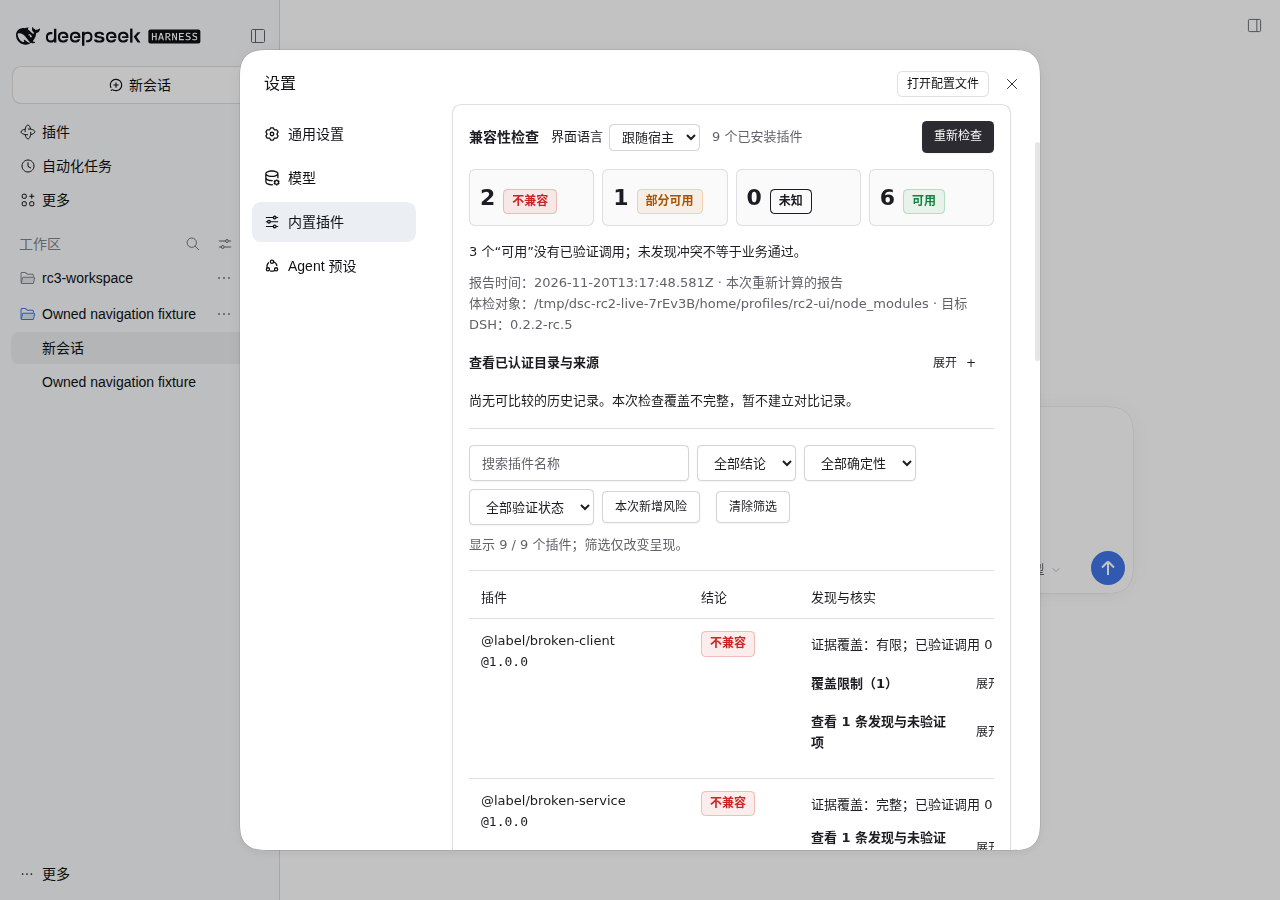 deepseek HARNESS
新会话
插件
自动化任务
更多
工作区
rc3-workspace
Owned navigation fixture
新会话
Owned navigation fixture
更多
设置
打开配置文件
通用设置
模型
内置插件
Agent 预设
兼容性检查 界面语言 跟随宿主 9 个已安装插件 重新检查
2 不兼容 1 部分可用 0 未知 6 可用
3 个“可用”没有已验证调用；未发现冲突不等于业务通过。
报告时间：2026-11-20T13:17:48.581Z · 本次重新计算的报告
体检对象：/tmp/dsc-rc2-live-7rEv3B/home/profiles/rc2-ui/node_modules · 目标
DSH：0.2.2-rc.5
查看已认证目录与来源 展开 +
尚无可比较的历史记录。本次检查覆盖不完整，暂不建立对比记录。
搜索插件名称 全部结论 全部确定性
全部验证状态 本次新增风险 清除筛选
显示 9 / 9 个插件；筛选仅改变呈现。
插件 结论 发现与核实
@label/broken-client 不兼容 证据覆盖：有限；已验证调用 0
@1.0.0
覆盖限制（1） 展开
查看 1 条发现与未验证 展开
项
@label/broken-service 不兼容 证据覆盖：完整；已验证调用 0
@1.0.0
查看 1 条发现与未验证 展开